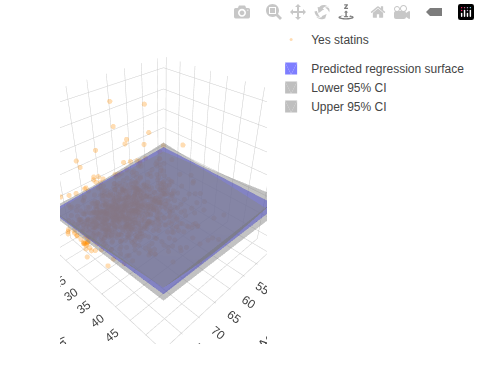 Yes statins
Predicted regression surface
Lower 95% CI
Upper 95% CI
30
35
40
45
55
60
65
70